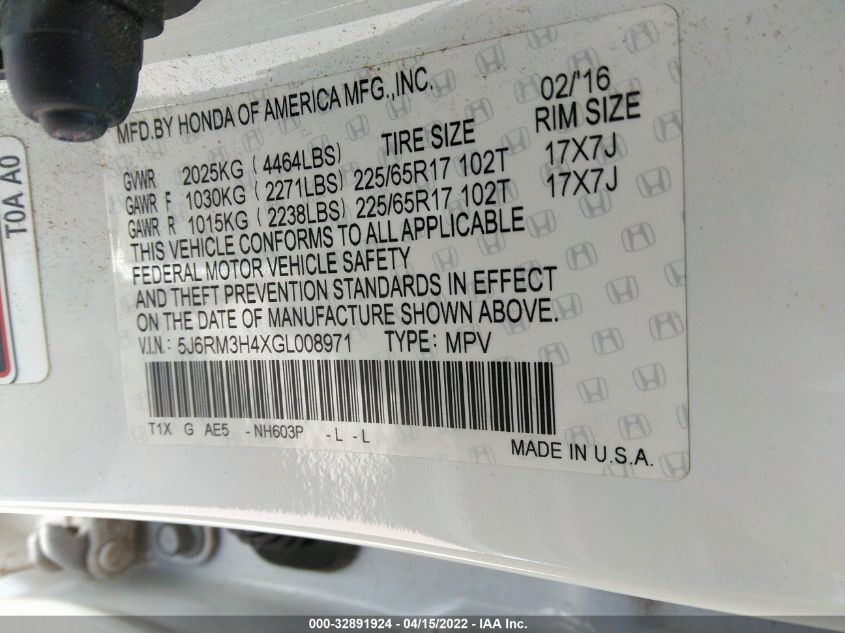 MFD.BY HONDA OF AMERICA MFG.,INC. 02/'16
TIRE SIZE RIM SIZE
GVWR 2025KG (4464LBS)
GAWR F 1030KG (2271LBS) 225/65R17 102T 17X7J
GAWR R 1015KG (2238LBS) 225/65R17 102T 17X7J
THIS VEHICLE CONFORMS TO ALL APPLICABLE
FEDERAL MOTOR VEHICLE SAFETY
AND THEFT PREVENTION STANDARDS IN EFFECT
ON THE DATE OF MANUFACTURE SHOWN ABOVE.
V.I.N.: 5J6RM3H4XGL008971 TYPE: MPV
T1X G AE5 -NH603P -L -L
MADE IN U.S.A.
T0A A0
000-32891924 - 04/15/2022 - © IAA Inc.